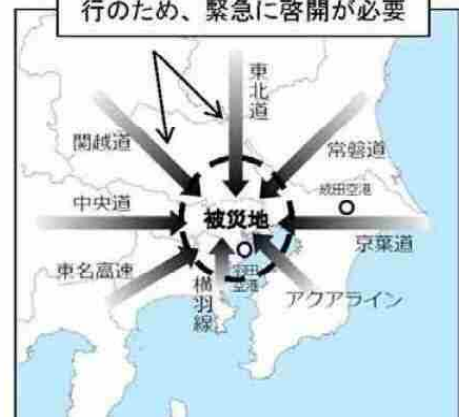 行のため、緊急に啓開が必要
東北道
関越道
常磐道
成田空港
中央道
被災地
京葉道
東名高速
羽田空港
横羽線
アクアライン